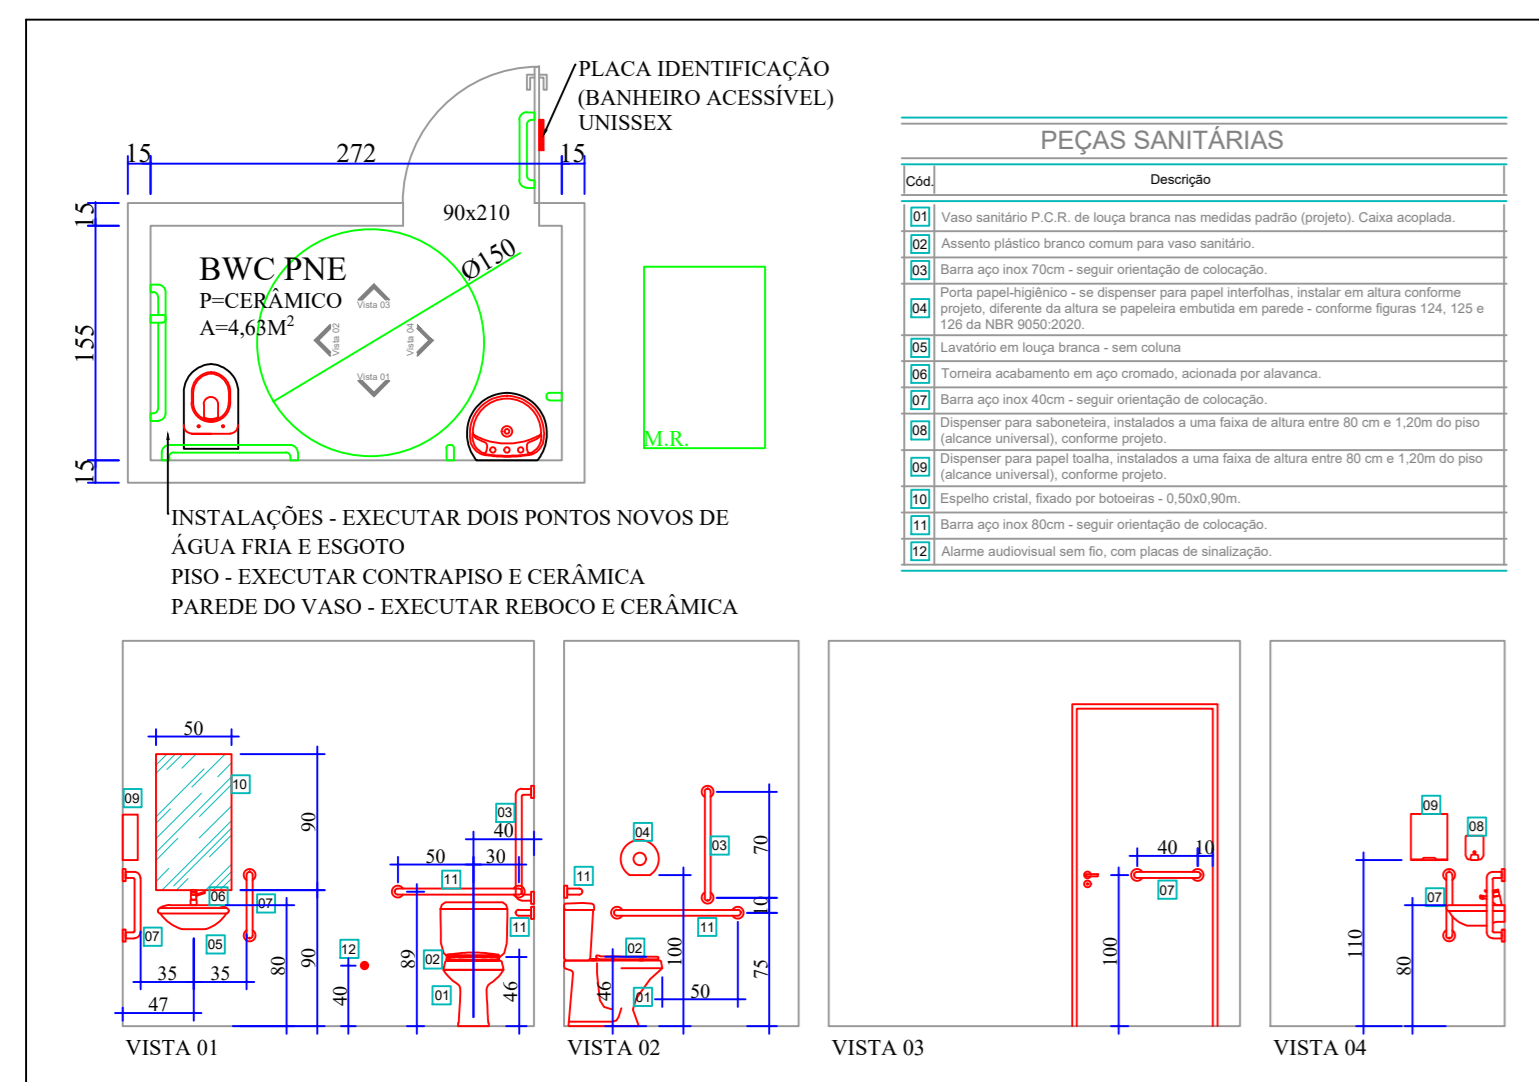 PLACA IDENTIFICAÇÃO
(BANHEIRO ACESSÍVEL)
UNISSEX
15
272
15
15
90x210
Ø150
BWC PNE
P=CERÂMICO
A=4,63M²
Vista 03
Vista 02
Vista 04
Vista 01
155
M.R.
15
INSTALAÇÕES - EXECUTAR DOIS PONTOS NOVOS DE
ÁGUA FRIA E ESGOTO
PISO - EXECUTAR CONTRAPISO E CERÂMICA
PAREDE DO VASO - EXECUTAR REBOCO E CERÂMICA
PEÇAS SANITÁRIAS
Cód. Descrição
01 Vaso sanitário P.C.R. de louça branca nas medidas padrão (projeto). Caixa acoplada.
02 Assento plástico branco comum para vaso sanitário.
03 Barra aço inox 70cm - seguir orientação de colocação.
Porta papel-higiênico - se dispenser para papel interfolhas, instalar em altura conforme
04 projeto, diferente da altura se papeleira embutida em parede - conforme figuras 124, 125 e
126 da NBR 9050:2020.
05 Lavatório em louça branca - sem coluna
06 Torneira acabamento em aço cromado, acionada por alavanca.
07 Barra aço inox 40cm - seguir orientação de colocação.
08 Dispenser para saboneteira, instalados a uma faixa de altura entre 80 cm e 1,20m do piso
(alcance universal), conforme projeto.
09 Dispenser para papel toalha, instalados a uma faixa de altura entre 80 cm e 1,20m do piso
(alcance universal), conforme projeto.
10 Espelho cristal, fixado por botoeiras - 0,50x0,90m.
11 Barra aço inox 80cm - seguir orientação de colocação.
12 Alarme audiovisual sem fio, com placas de sinalização.
50
10
09
90
03
40
50
30
11
06
07
11
07
05
12
02
35
35
80
90
40
89
01
46
47
VISTA 01
04
03
70
11
10
11
02
100
75
46
01
50
VISTA 02
40
10
07
100
VISTA 03
09
08
07
110
80
VISTA 04